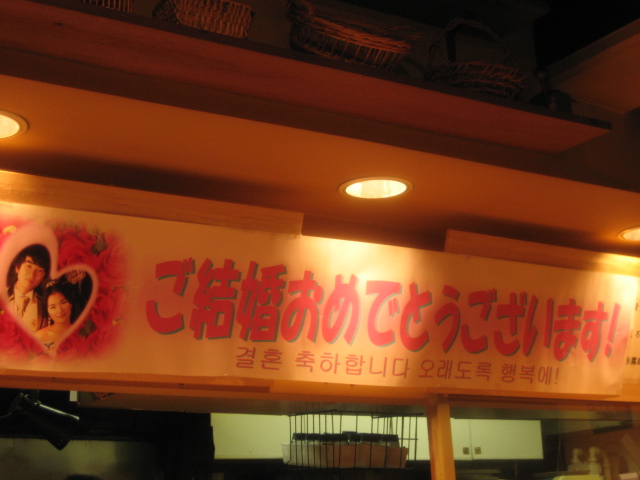 ご結婚おめでとうございます!
결혼 축하합니다 오래도록 행복에!